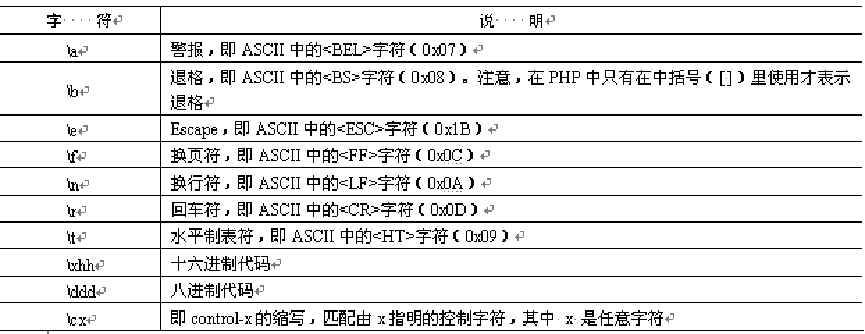 字 符 说 明
\a 警报，即 ASCII 中的<BEL>字符（0x07）
\b 退格，即 ASCII 中的<BS>字符（0x08）。注意，在 PHP 中只有在中括号（[]）里使用才表示
退格
\e Escape，即 ASCII 中的<ESC>字符（0x1B）
\f 换页符，即 ASCII 中的<FF>字符（0x0C）
\n 换行符，即 ASCII 中的<LF>字符（0x0A）
\r 回车符，即 ASCII 中的<CR>字符（0x0D）
\t 水平制表符，即 ASCII 中的<HT>字符（0x09）
\xhh 十六进制代码
\ddd 八进制代码
\cx 即 control-x 的缩写，匹配由 x 指明的控制字符，其中 x 是任意字符